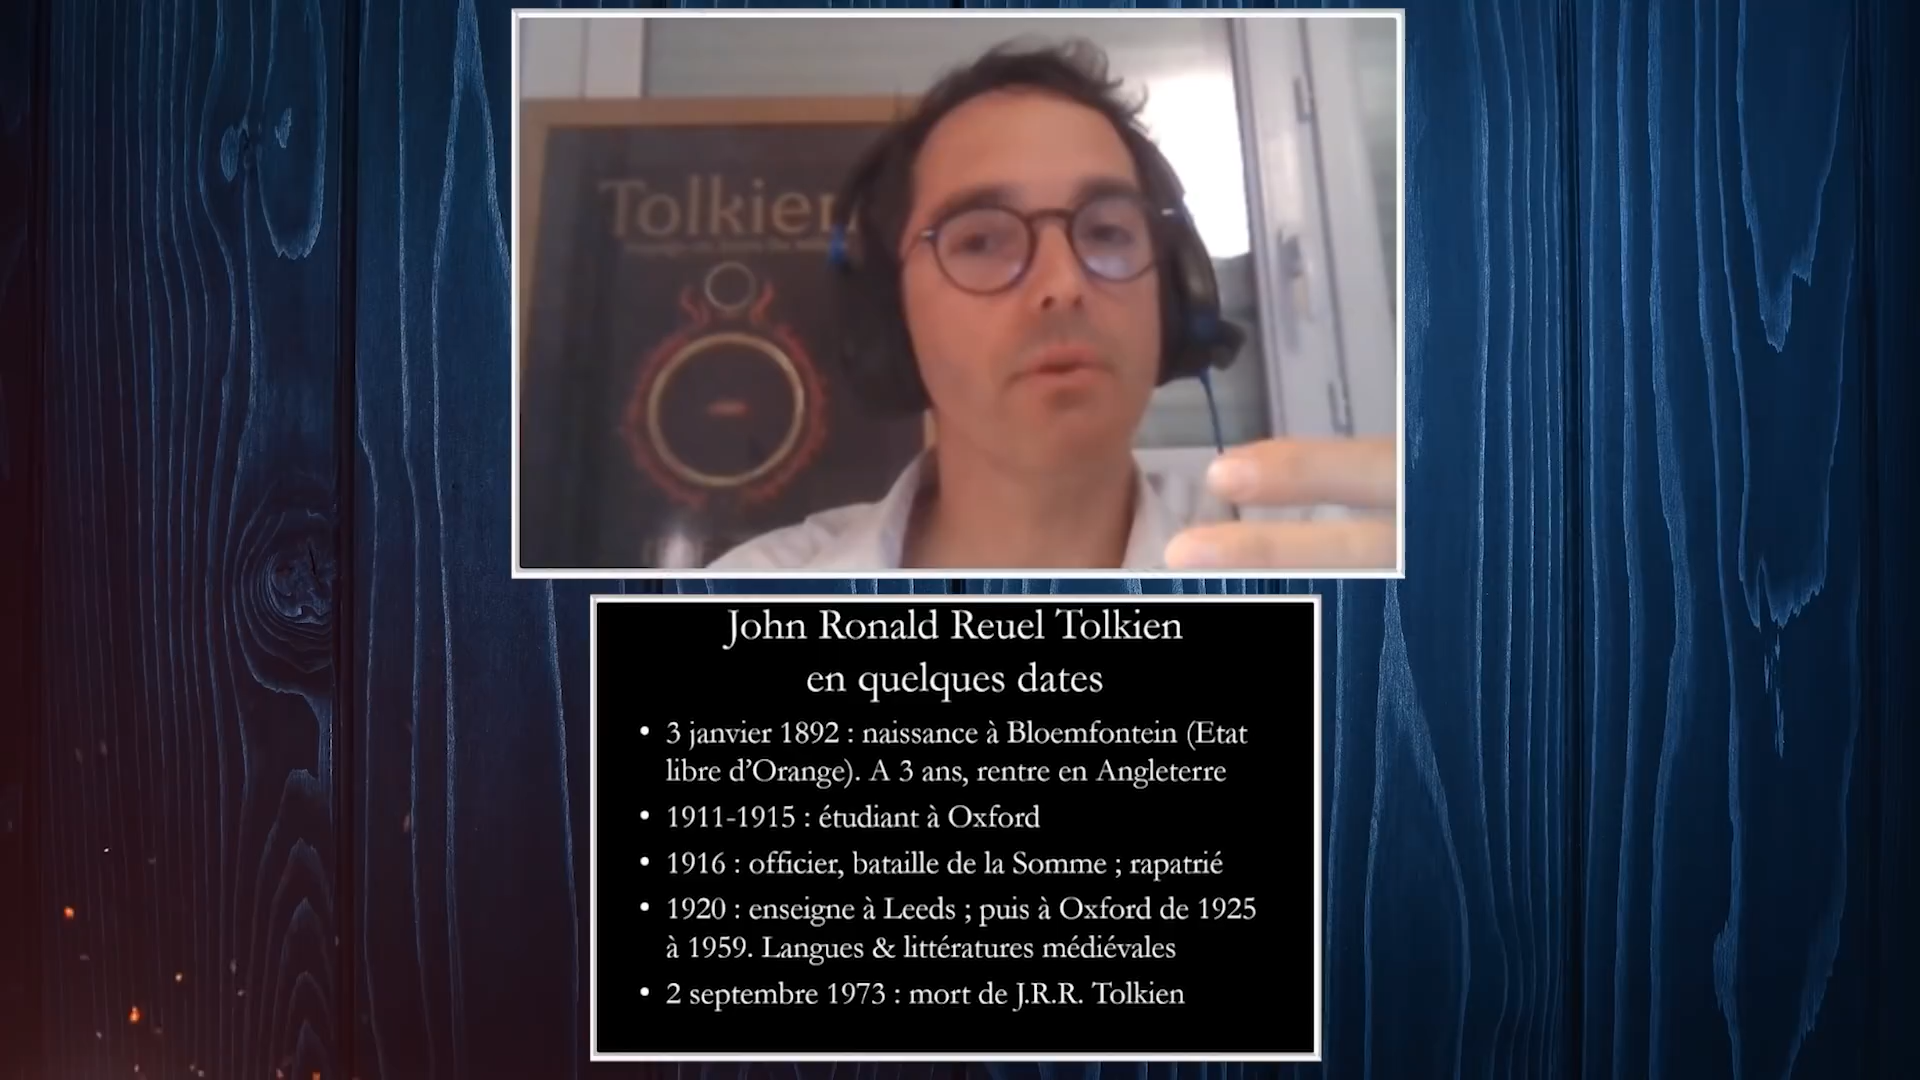 Tolkien
John Ronald Reuel Tolkien
en quelques dates
• 3 janvier 1892 : naissance à Bloemfontein (Etat
libre d’Orange). A 3 ans, rentre en Angleterre
• 1911-1915 : étudiant à Oxford
• 1916 : officier, bataille de la Somme ; rapatrié
• 1920 : enseigne à Leeds ; puis à Oxford de 1925
à 1959. Langues & littératures médiévales
• 2 septembre 1973 : mort de J.R.R. Tolkien